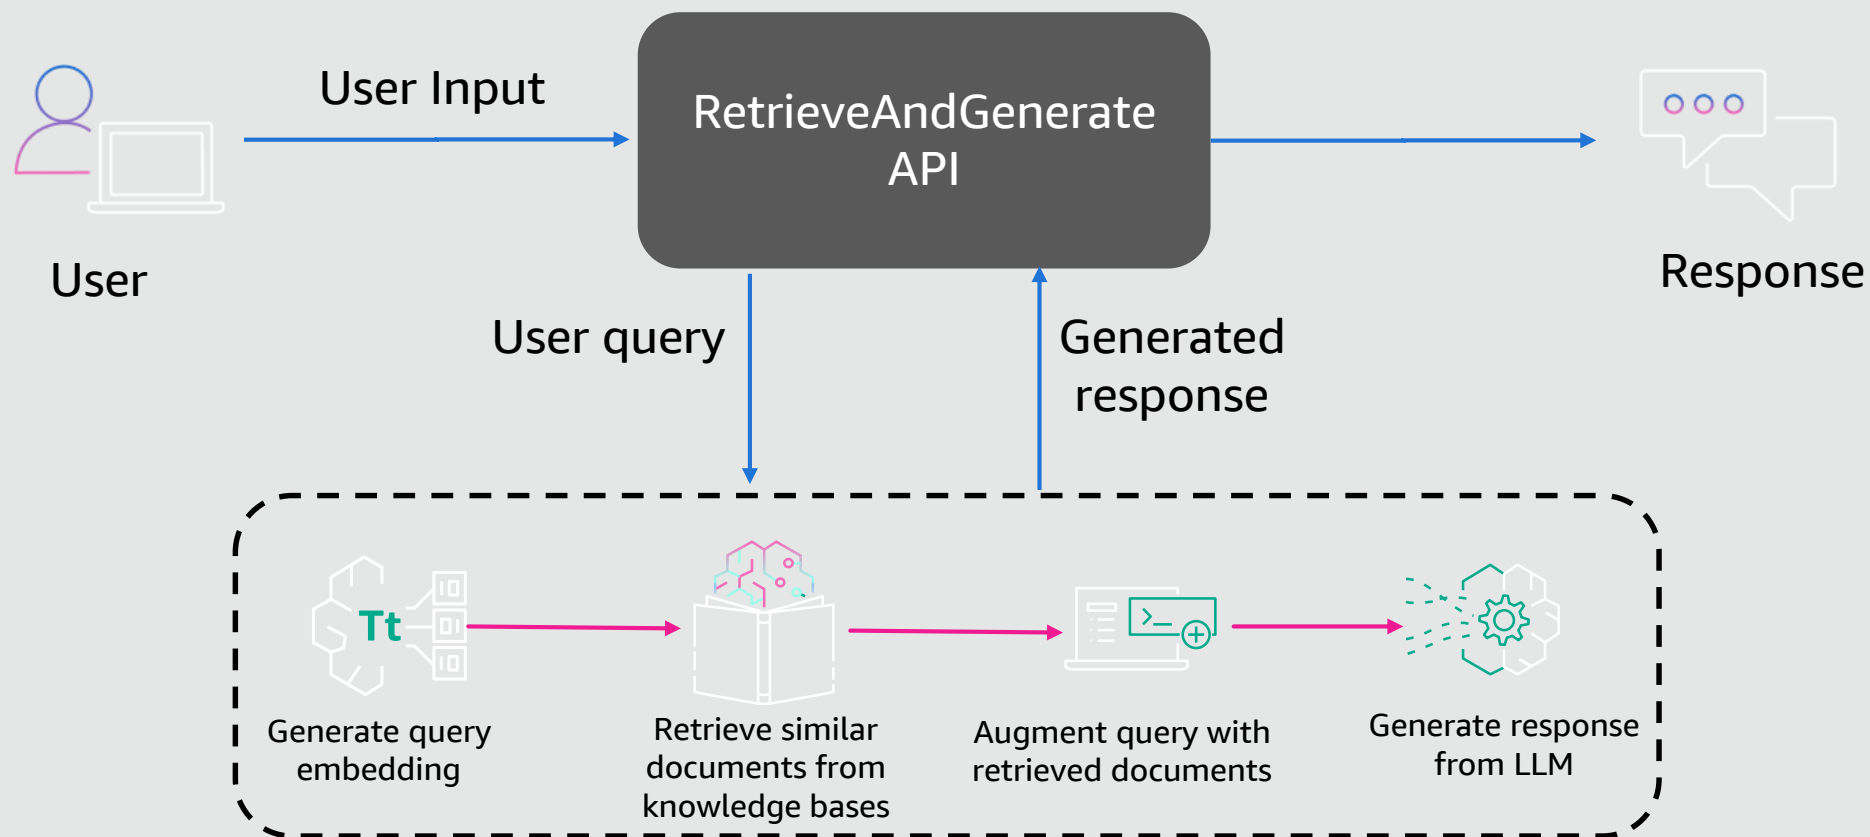 User Input
RetrieveAndGenerate
API
User
Response
User query
Generated
response
Tt
>_
Generate query
embedding
Retrieve similar
documents from
knowledge bases
Augment query with
retrieved documents
Generate response
from LLM